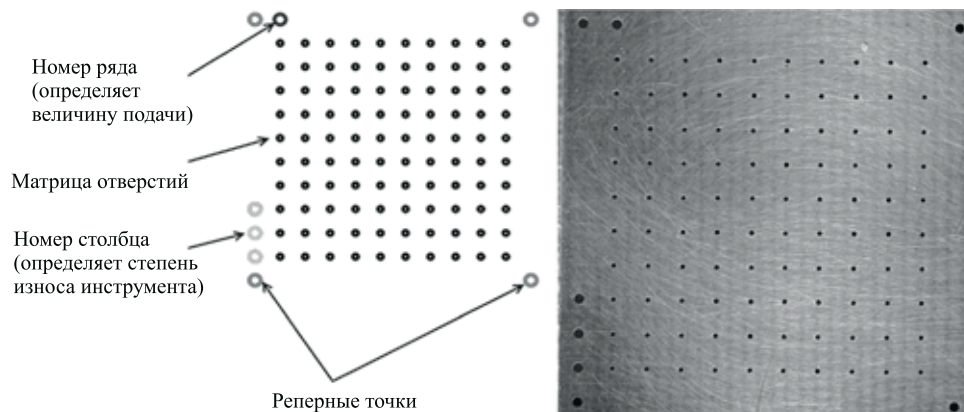 Номер ряда
(определяет
величину подачи)
Матрица отверстий
Номер столбца
(определяет степень
износа инструмента)
Реперные точки